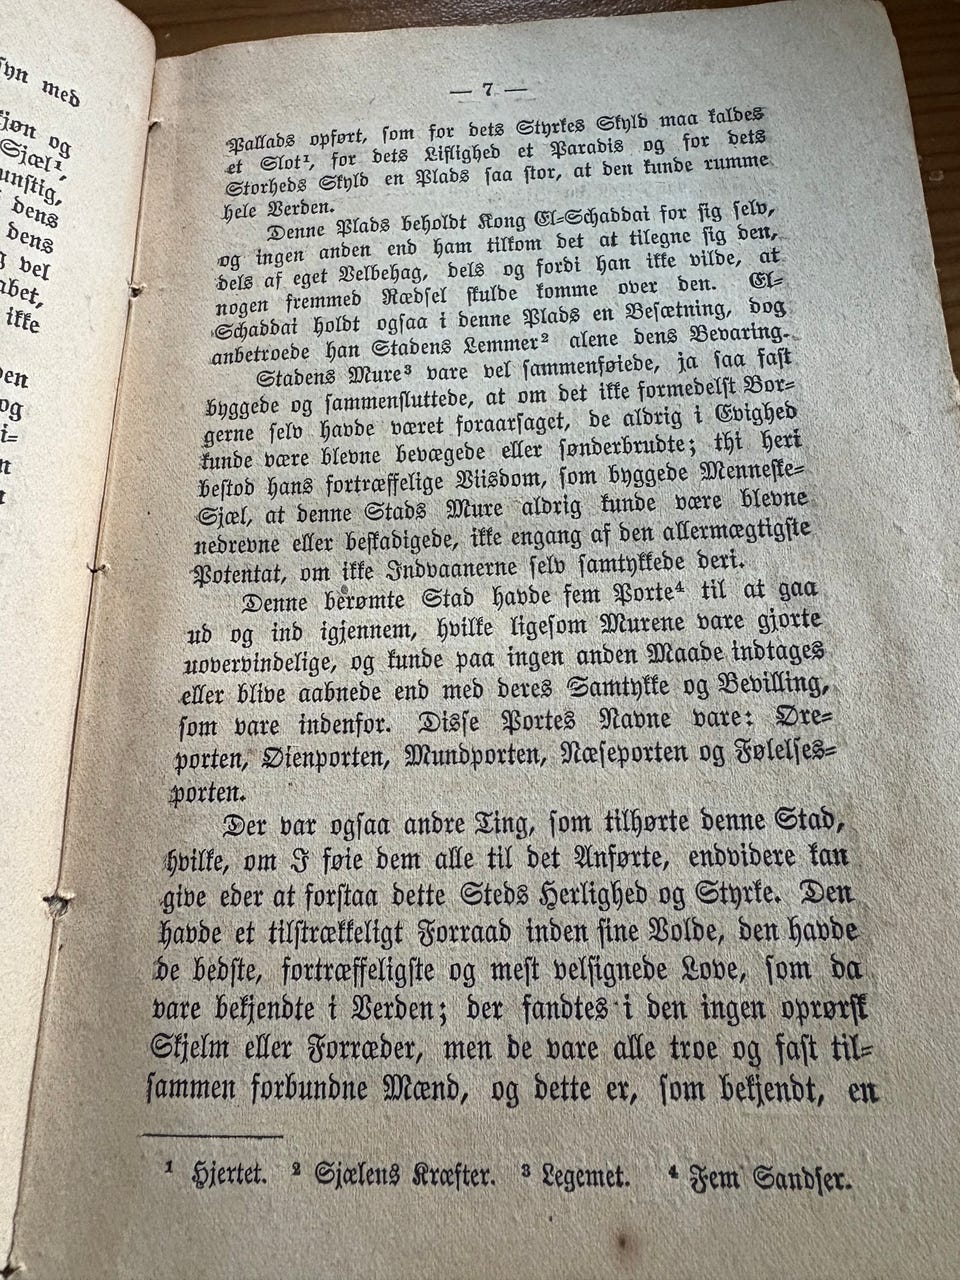 syn med
og
Sjæl¹,
dens
dens
vel
ikke
og
— 7 —
Pallads opført, som for dets Styrkes Skyld maa kaldes
et Slot¹, for dets Liflighed et Paradis og for dets
Storheds Skyld en Plads saa stor, at den kunde rumme
hele Verden.
Denne Plads beholdt Kong El-Schaddai for sig selv,
og ingen anden end ham tilkom det at tilegne sig den,
dels af eget Velbehag, dels og fordi han ikke vilde, at
nogen fremmed Rædsel skulde komme over den. El-
Schaddai holdt ogsaa i denne Plads en Besætning, dog
anbetroede han Stadens Lemmer² alene dens Bevaring.
Stadens Mure³ vare vel sammenføiede, ja saa fast
byggede og sammensluttede, at om det ikke formedelst Bor-
gerne selv havde været foraarsaget, de aldrig i Evighed
kunde være blevne bevægede eller sønderbrudte; thi heri
bestod hans fortræffelige Viisdom, som byggede Menneske-
Sjæl, at denne Stads Mure aldrig kunde være blevne
nedrevne eller beskadigede, ikke engang af den allermægtigste
Potentat, om ikke Indvaanerne selv samtykkede deri.
Denne berømte Stad havde fem Porte⁴ til at gaa
ud og ind igjennem, hvilke ligesom Murene vare gjorte
uovervindelige, og kunde paa ingen anden Maade indtages
eller blive aabnede end med deres Samtykke og Bevilling,
som vare indenfor. Disse Portes Navne vare: Øre-
porten, Øienporten, Mundporten, Næseporten og Følelses-
porten.
Der var ogsaa andre Ting, som tilhørte denne Stad,
hvilke, om I føie dem alle til det Anførte, endvidere kan
give eder at forstaa dette Steds Herlighed og Styrke. Den
havde et tilstrækkeligt Forraad inden sine Volde, den havde
de bedste, fortræffeligste og mest velsignede Love, som da
vare bekjendte i Verden; der fandtes i den ingen oprørsk
Skjelm eller Forræder, men de vare alle troe og fast til-
sammen forbundne Mænd, og dette er, som bekjendt, en
¹ Hjertet. ² Sjælens Kræfter. ³ Legemet. ⁴ Fem Sandser.